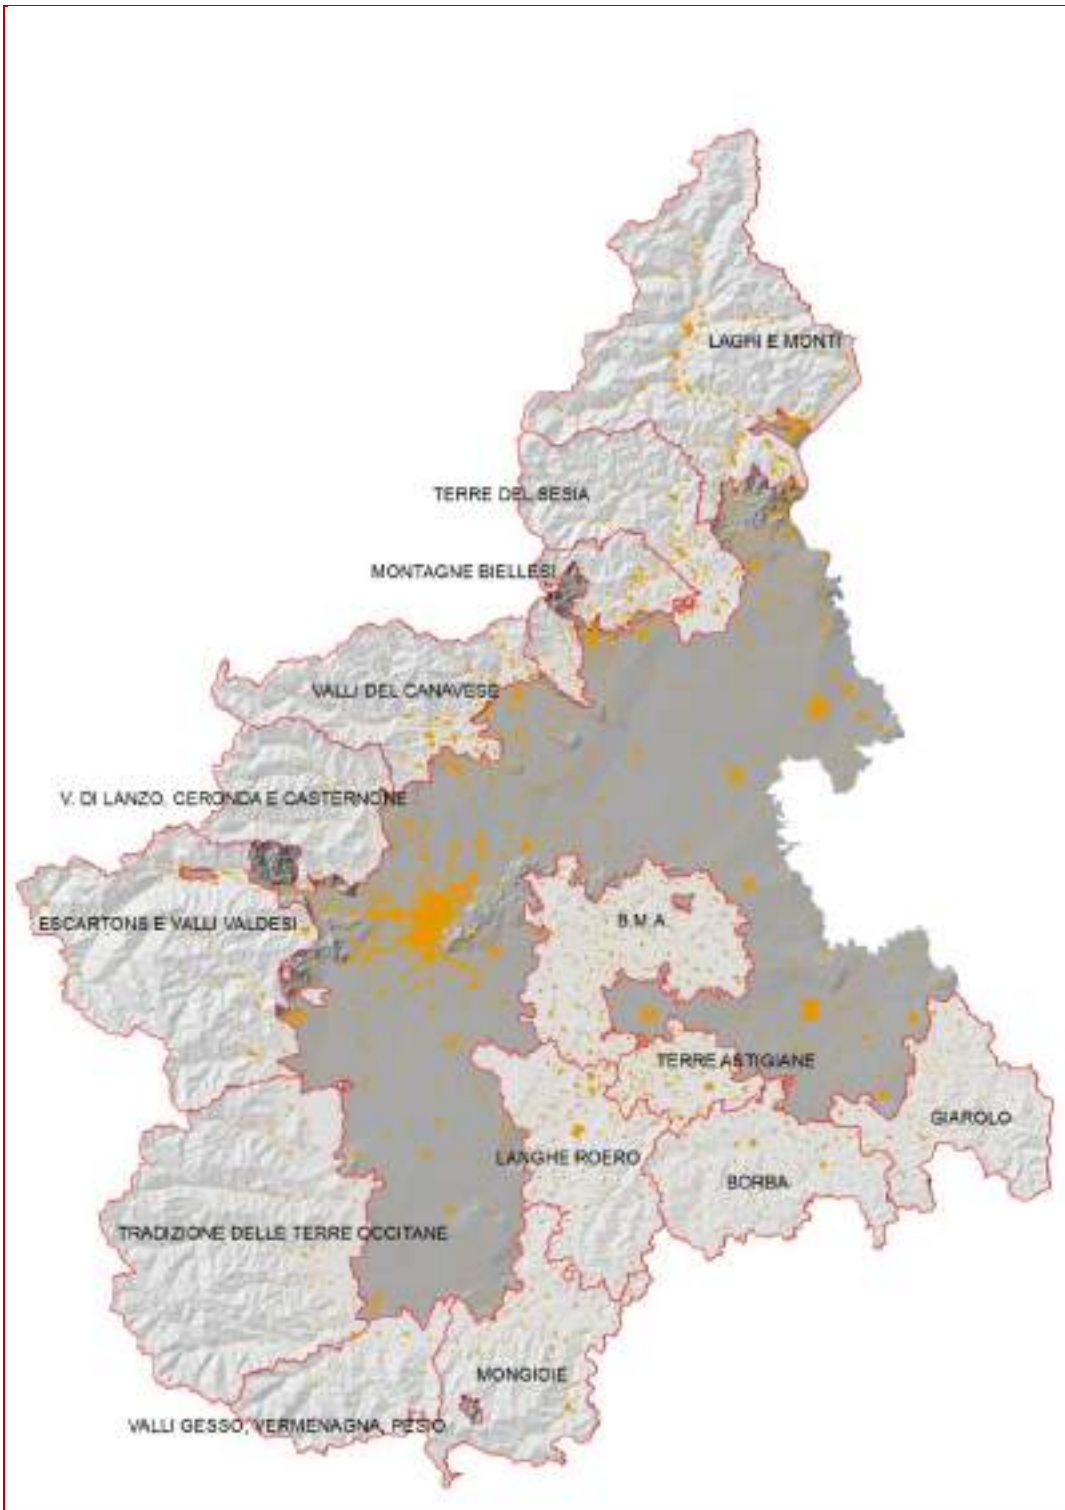 LAGHI E MONTI
TERRE DEL SESIA
MONTAGNE BIELLESI
VALLI DEL CANAVESE
V. DI LANZO, CERONDA E CASTERNONE
ESCARTONS E VALLI VALDESI
B.M.A.
TERRE ASTIGIANE
GIAROLO
LANGHE ROERO
BORBA
TRADIZIONE DELLE TERRE OCCITANE
MONGIOIE
VALLI GESSO, VERMENAGNA, PESIO